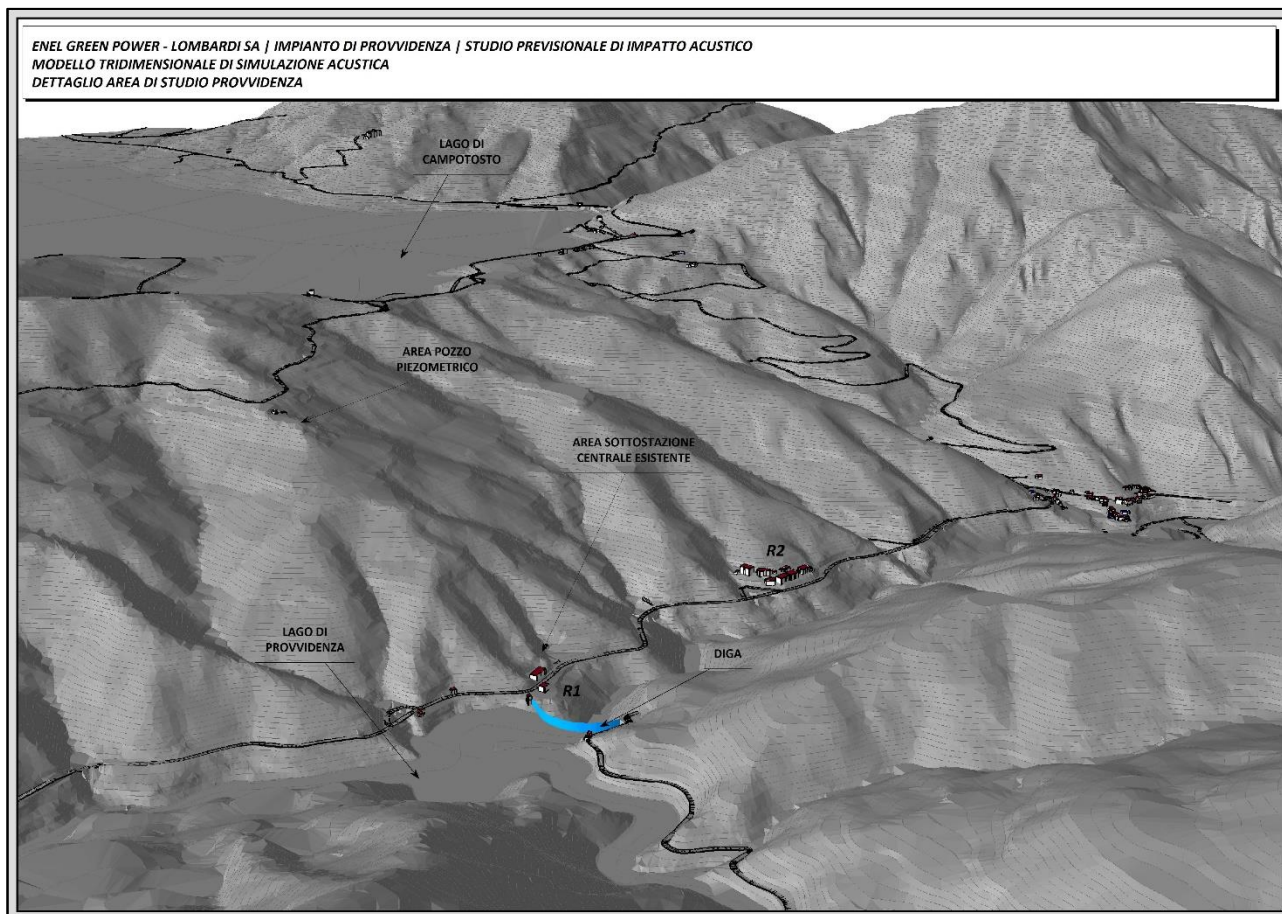 ENEL GREEN POWER - LOMBARDI SA | IMPIANTO DI PROVVIDENZA | STUDIO PREVISIONALE DI IMPATTO ACUSTICO
MODELLO TRIDIMENSIONALE DI SIMULAZIONE ACUSTICA
DETTAGLIO AREA DI STUDIO PROVVIDENZA
LAGO DI
CAMPOTOSTO
AREA POZZO
PIEZOMETRICO
AREA SOTTOSTAZIONE
CENTRALE ESISTENTE
R2
LAGO DI
PROVVIDENZA
DIGA
R1